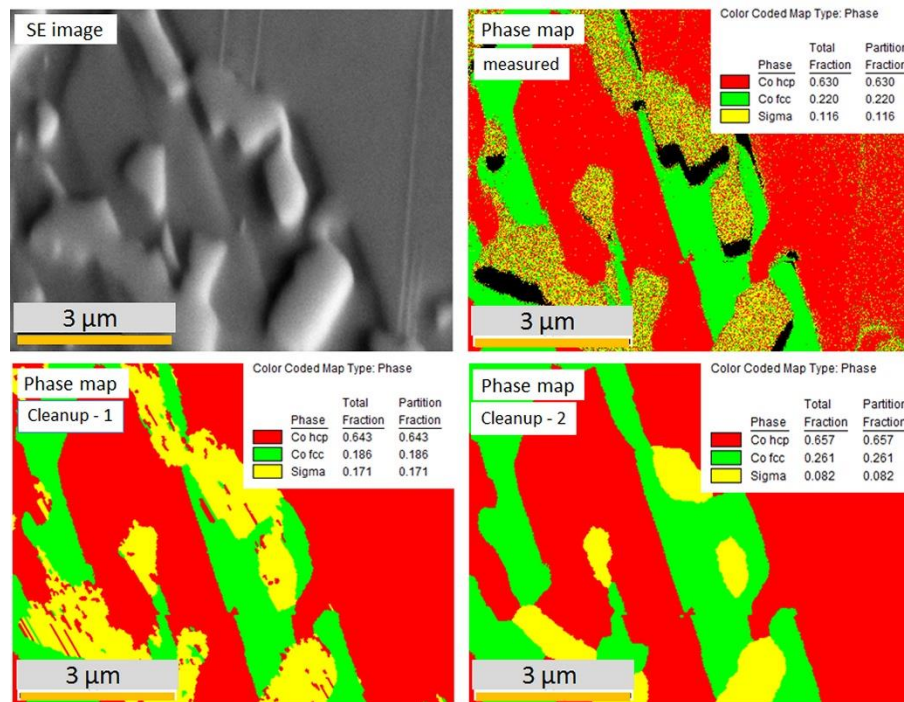 SE image
3 µm
Phase map
measured
Color Coded Map Type: Phase
Total Partition
Phase Fraction Fraction
Co hcp 0.630 0.630
Co fcc 0.220 0.220
Sigma 0.116 0.116
3 µm
Phase map
Cleanup - 1
Color Coded Map Type: Phase
Total Partition
Phase Fraction Fraction
Co hcp 0.643 0.643
Co fcc 0.186 0.186
Sigma 0.171 0.171
3 µm
Phase map
Cleanup - 2
Color Coded Map Type: Phase
Total Partition
Phase Fraction Fraction
Co hcp 0.657 0.657
Co fcc 0.261 0.261
Sigma 0.082 0.082
3 µm